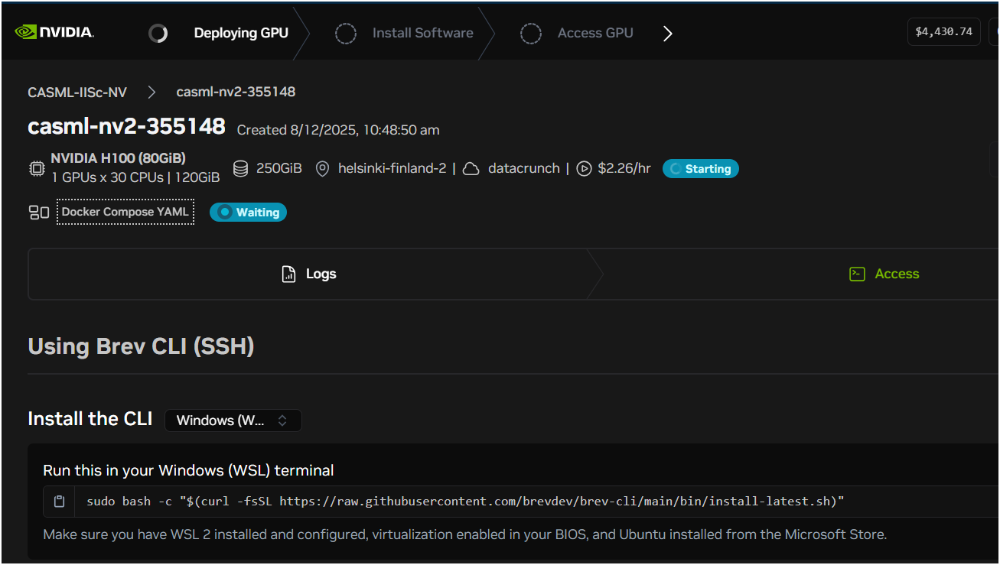 NVIDIA. Deploying GPU Install Software Access GPU $4,430.74
CASML-IISc-NV casml-nv2-355148
casml-nv2-355148 Created 8/12/2025, 10:48:50 am
NVIDIA H100 (80GiB)
1 GPUs x 30 CPUs | 120GiB 250GiB helsinki-finland-2 | datacrunch | $2.26/hr Starting
Docker Compose YAML Waiting
Logs Access
Using Brev CLI (SSH)
Install the CLI Windows (W...
Run this in your Windows (WSL) terminal
sudo bash -c "$(curl -fsSL https://raw.githubusercontent.com/brevdev/brev-cli/main/bin/install-latest.sh)"
Make sure you have WSL 2 installed and configured, virtualization enabled in your BIOS, and Ubuntu installed from the Microsoft Store.